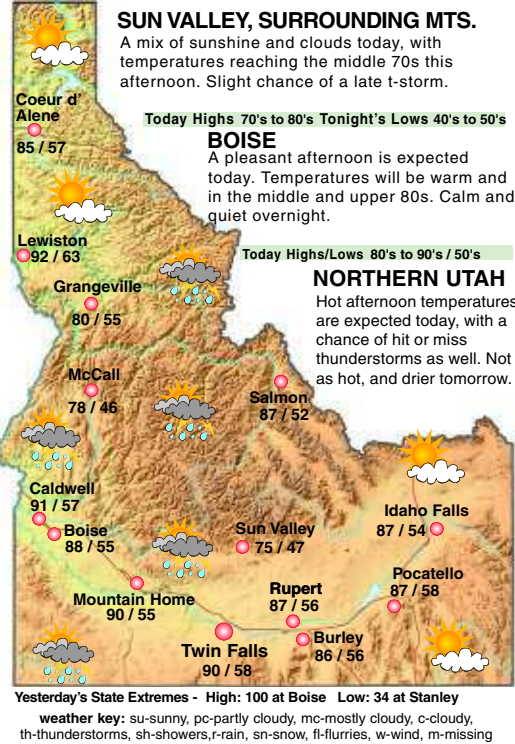 SUN VALLEY, SURROUNDING MTS.
A mix of sunshine and clouds today, with
temperatures reaching the middle 70s this
afternoon. Slight chance of a late t-storm.
Today Highs 70's to 80's Tonight's Lows 40's to 50's
BOISE
A pleasant afternoon is expected
today. Temperatures will be warm and
in the middle and upper 80s. Calm and
quiet overnight.
Today Highs/Lows 80's to 90's / 50's
NORTHERN UTAH
Hot afternoon temperatures
are expected today, with a
chance of hit or miss
thunderstorms as well. Not
as hot, and drier tomorrow.
Coeur d'
Alene
85 / 57
Lewiston
92 / 63
Grangeville
80 / 55
McCall
78 / 46
Salmon
87 / 52
Caldwell
91 / 57
Boise
88 / 55
Sun Valley
75 / 47
Idaho Falls
87 / 54
Pocatello
87 / 58
Mountain Home
90 / 55
Rupert
87 / 56
Burley
86 / 56
Twin Falls
90 / 58
Yesterday's State Extremes - High: 100 at Boise Low: 34 at Stanley
weather key: su-sunny, pc-partly cloudy, mc-mostly cloudy, c-cloudy,
th-thunderstorms, sh-showers,r-rain, sn-snow, fl-flurries, w-wind, m-missing